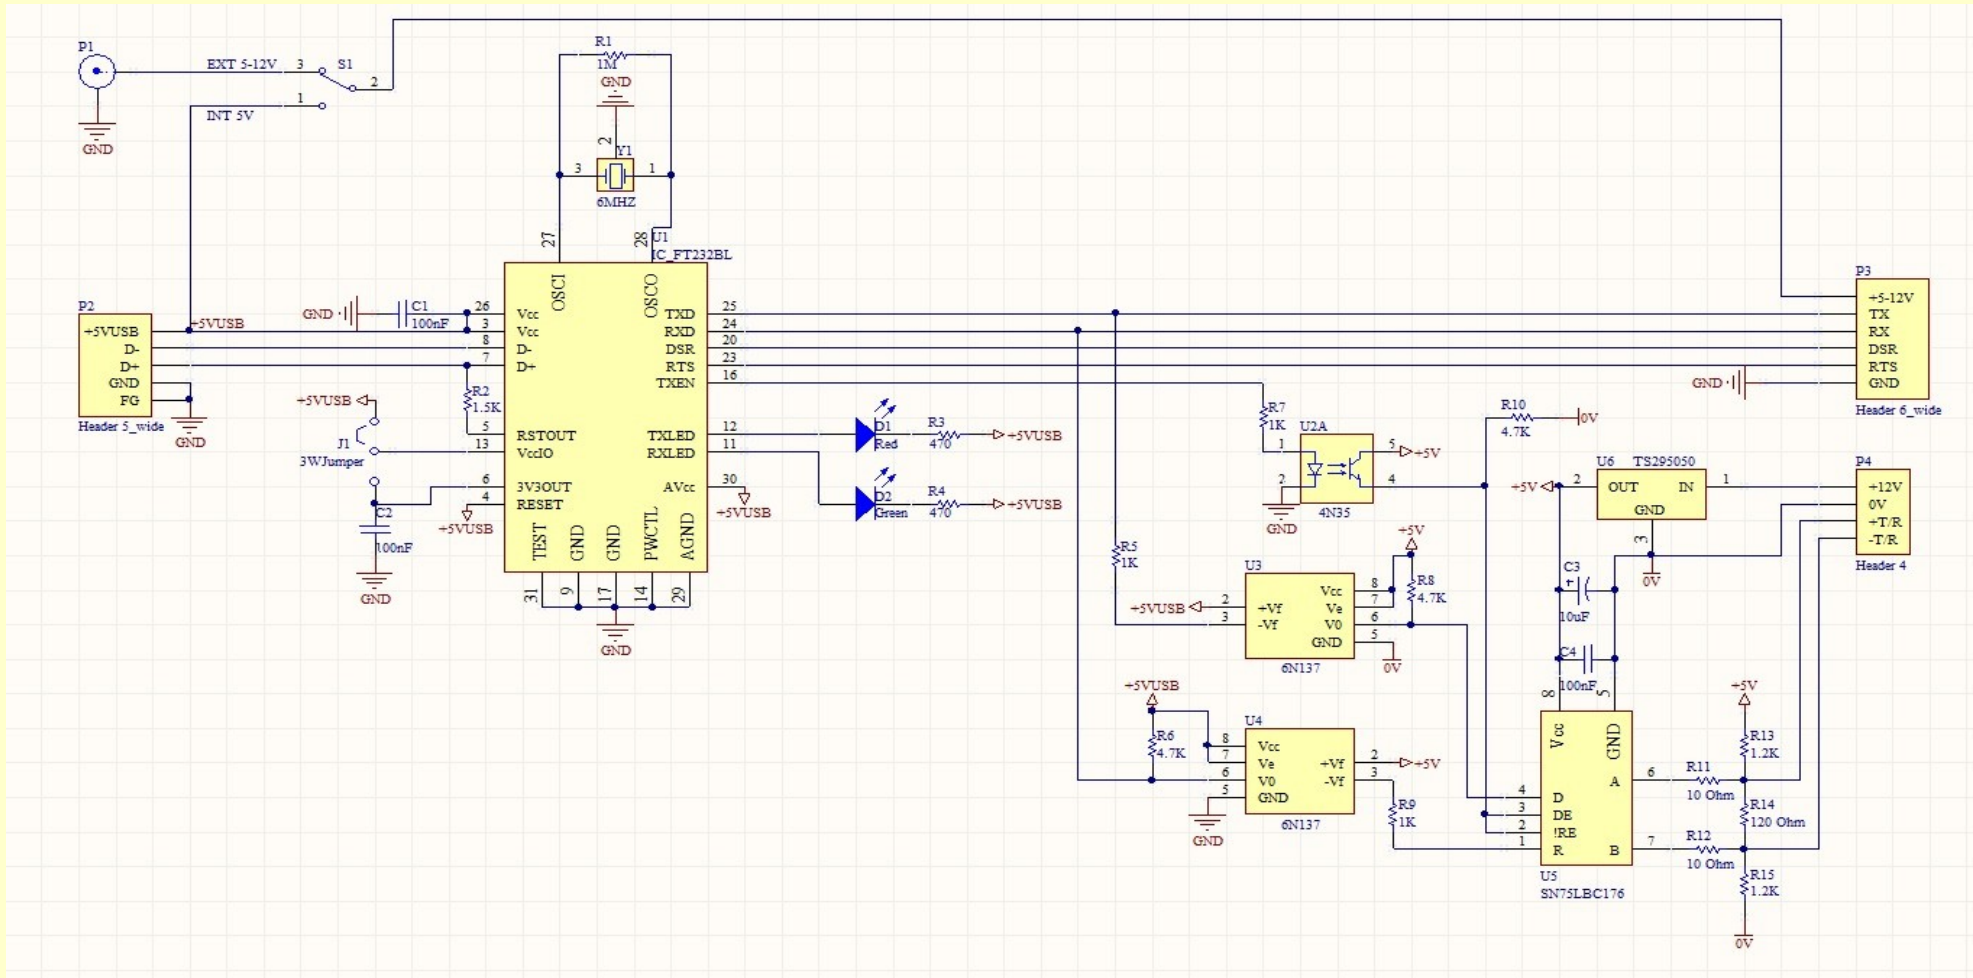 P1
EXT 5-12V
3
S1
2
1
INT 5V
GND
R1
1M
GND
2
Y1
3
1
6MHZ
27
28
U1
IC_FT232BL
OSCI
OSCO
P2
+5VUSB
D-
D+
GND
FG
Header 5_wide
GND
+5VUSB
GND
C1
100nF
26
Vcc
3
Vcc
8
D-
7
D+
R2
1.5K
5
RSTOUT
13
VccIO
6
3V3OUT
4
RESET
+5VUSB
+5VUSB
J1
3WJumper
C2
100nF
GND
TXD
25
RXD
24
DSR
20
RTS
23
TXEN
16
TXLED
12
RXLED
11
AVcc
30
+5VUSB
TEST
GND
GND
PWCTL
AGND
31
9
17
14
29
GND
D1
Red
R3
470
+5VUSB
D2
Green
R4
470
+5VUSB
P3
+5-12V
TX
RX
DSR
RTS
GND
Header 6_wide
GND
R7
1K
U2A
1
2
5
+5V
4
4N35
GND
R10
4.7K
0V
U6
TS295050
+5V
2
OUT
IN
1
GND
3
0V
P4
+12V
0V
+T/R
-T/R
Header 4
R5
1K
U3
+5VUSB
2
+Vf
3
-Vf
Vcc
8
Ve
7
V0
6
GND
5
6N137
0V
+5V
R8
4.7K
C3
+
10uF
C4
100nF
8
5
+5VUSB
R6
4.7K
U4
8
Vcc
7
Ve
6
V0
5
GND
+Vf
2
-Vf
3
+5V
6N137
GND
R9
1K
Vcc
GND
4
D
3
DE
2
!RE
1
R
A
6
B
7
U5
SN75LBC176
R11
10 Ohm
R12
10 Ohm
+5V
R13
1.2K
R14
120 Ohm
R15
1.2K
0V